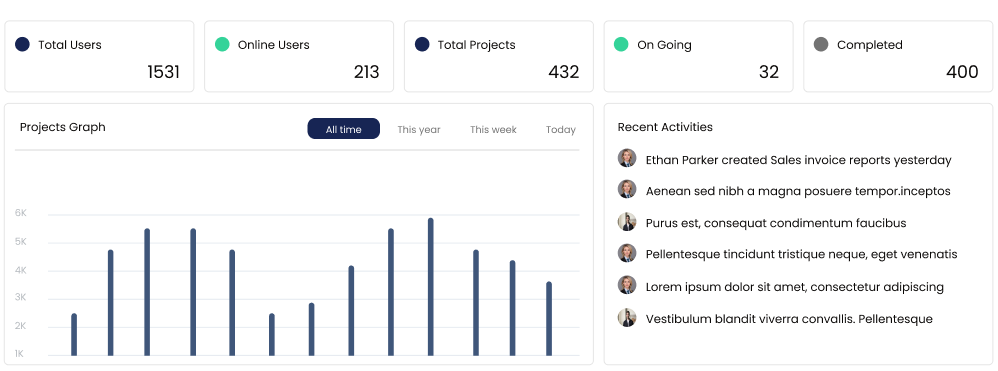 Total Users
1531
Online Users
213
Total Projects
432
On Going
32
Completed
400
Projects Graph
All time
This year
This week
Today
6K
5K
4K
3K
2K
1K
Recent Activities
Ethan Parker created Sales invoice reports yesterday
Aenean sed nibh a magna posuere tempor.inceptos
Purus est, consequat condimentum faucibus
Pellentesque tincidunt tristique neque, eget venenatis
Lorem ipsum dolor sit amet, consectetur adipiscing
Vestibulum blandit viverra convallis. Pellentesque